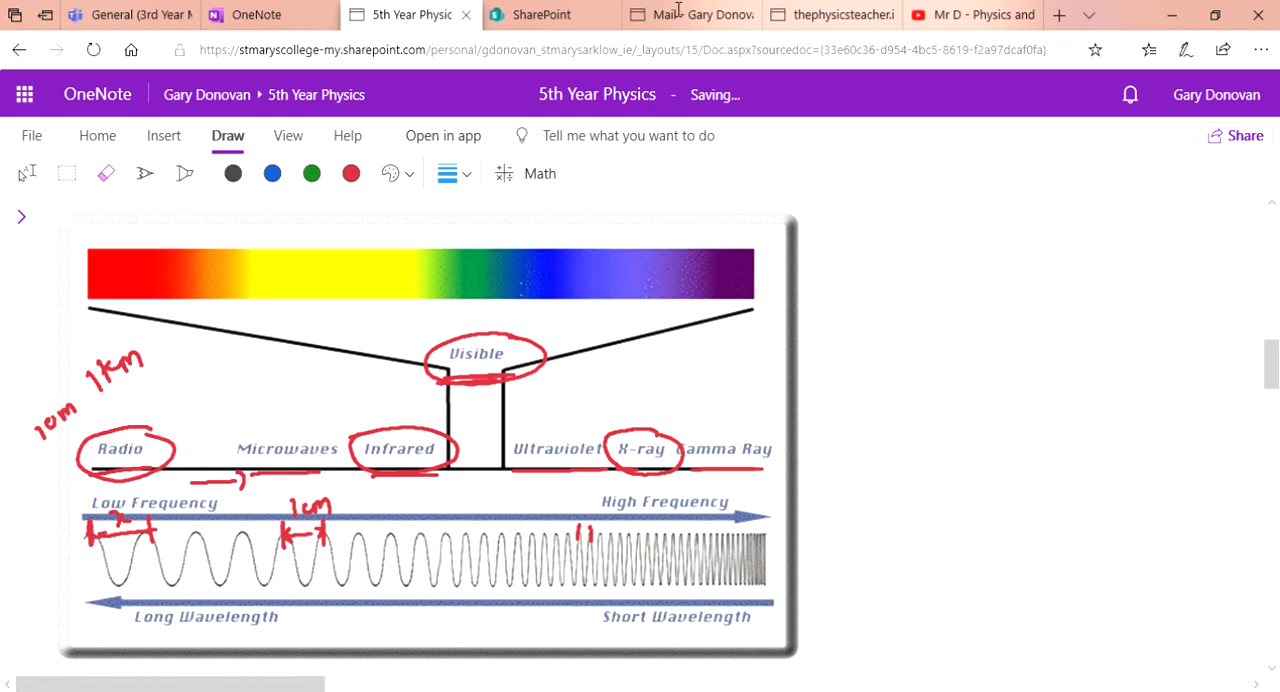 General (3rd Year M
OneNote
5th Year Physic
SharePoint
Mail - Gary Donova
thephysicsteacher.i
Mr D - Physics and
https://stmaryscollege-my.sharepoint.com/personal/gdonovan_stmarysarklow_ie/_layouts/15/Doc.aspx?sourcedoc={33e60c36-d954-4bc5-8619-f2a97dcaf0fa}
OneNote
Gary Donovan
5th Year Physics
5th Year Physics - Saving...
Gary Donovan
File
Home
Insert
Draw
View
Help
Open in app
Tell me what you want to do
Share
Math
Visible
1km
10m
Radio
Microwaves
Infrared
Ultraviolet
X-ray
Gamma Ray
Low Frequency
High Frequency
1cm
Long Wavelength
Short Wavelength